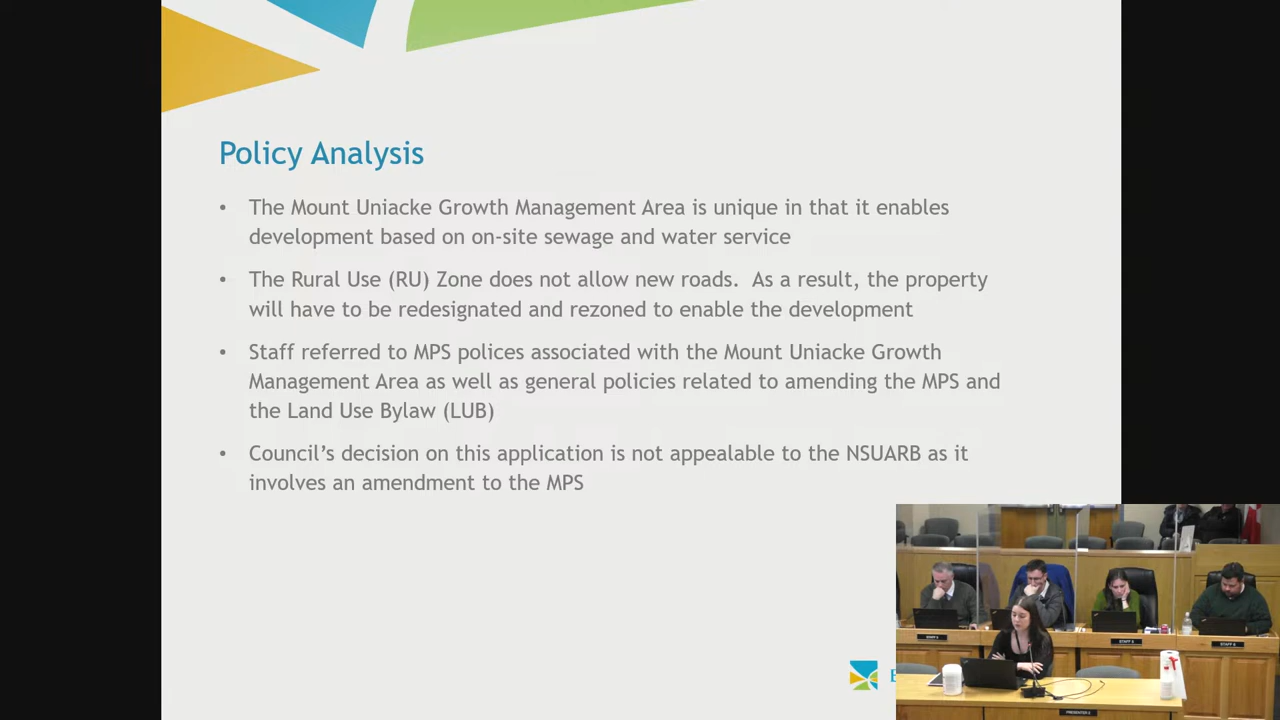 Policy Analysis
• The Mount Uniacke Growth Management Area is unique in that it enables
development based on on-site sewage and water service
• The Rural Use (RU) Zone does not allow new roads.  As a result, the property
will have to be redesignated and rezoned to enable the development
• Staff referred to MPS polices associated with the Mount Uniacke Growth
Management Area as well as general policies related to amending the MPS and
the Land Use Bylaw (LUB)
• Council’s decision on this application is not appealable to the NSUARB as it
involves an amendment to the MPS